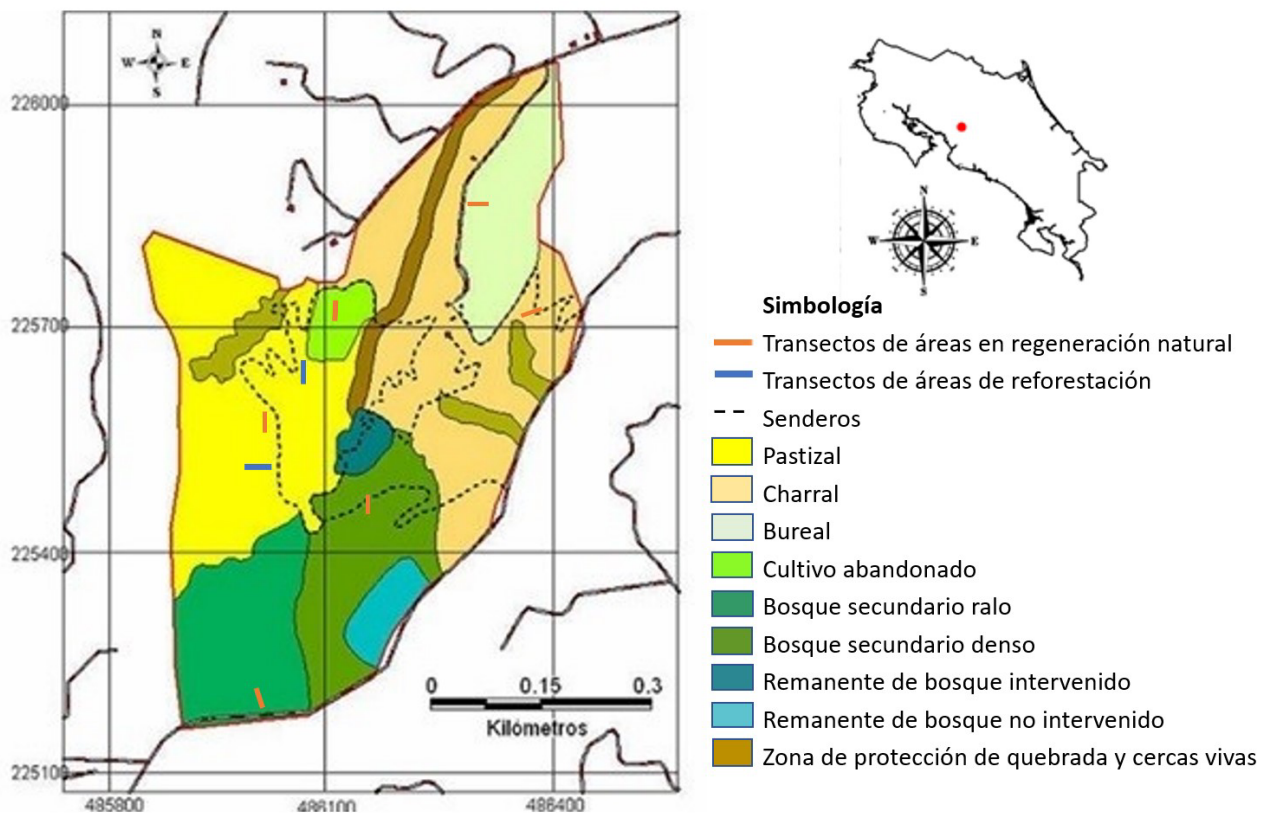 N
W E
S
226000
225700
225400
225100
485800
486100
486400
0 0.15 0.3
Kilómetros
N
W E
S
Simbología
Transectos de áreas en regeneración natural
Transectos de áreas de reforestación
Senderos
Pastizal
Charral
Bureal
Cultivo abandonado
Bosque secundario ralo
Bosque secundario denso
Remanente de bosque intervenido
Remanente de bosque no intervenido
Zona de protección de quebrada y cercas vivas